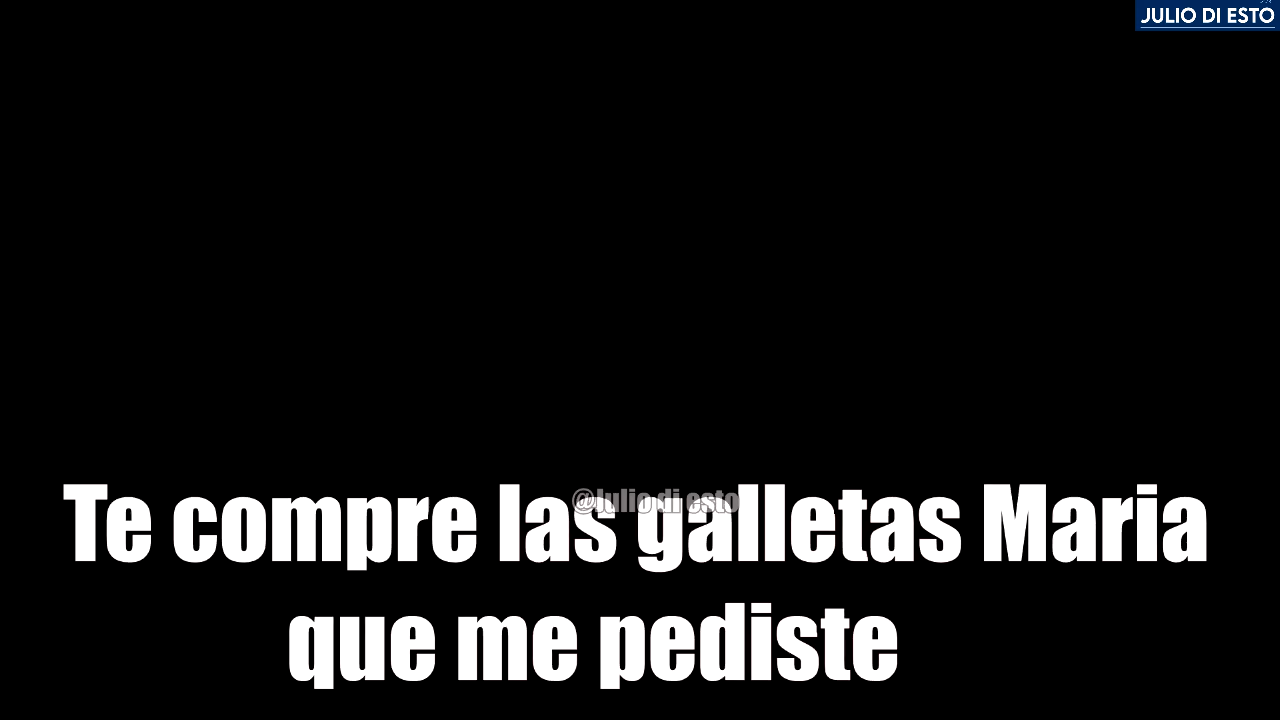 JULIO DI ESTO
Te compre las galletas Maria
@Julio di esto
que me pediste